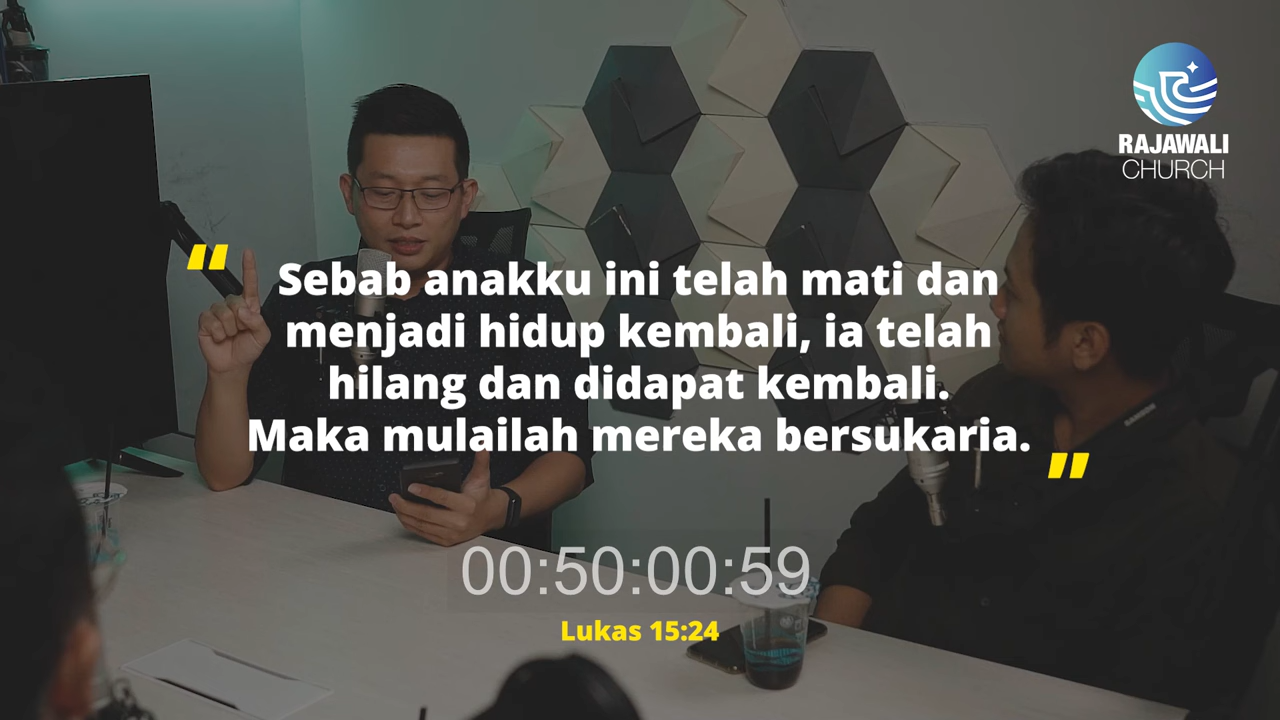 RAJAWALI
CHURCH
" Sebab anakku ini telah mati dan
menjadi hidup kembali, ia telah
hilang dan didapat kembali.
Maka mulailah mereka bersukaria. "
00:50:00:59
Lukas 15:24